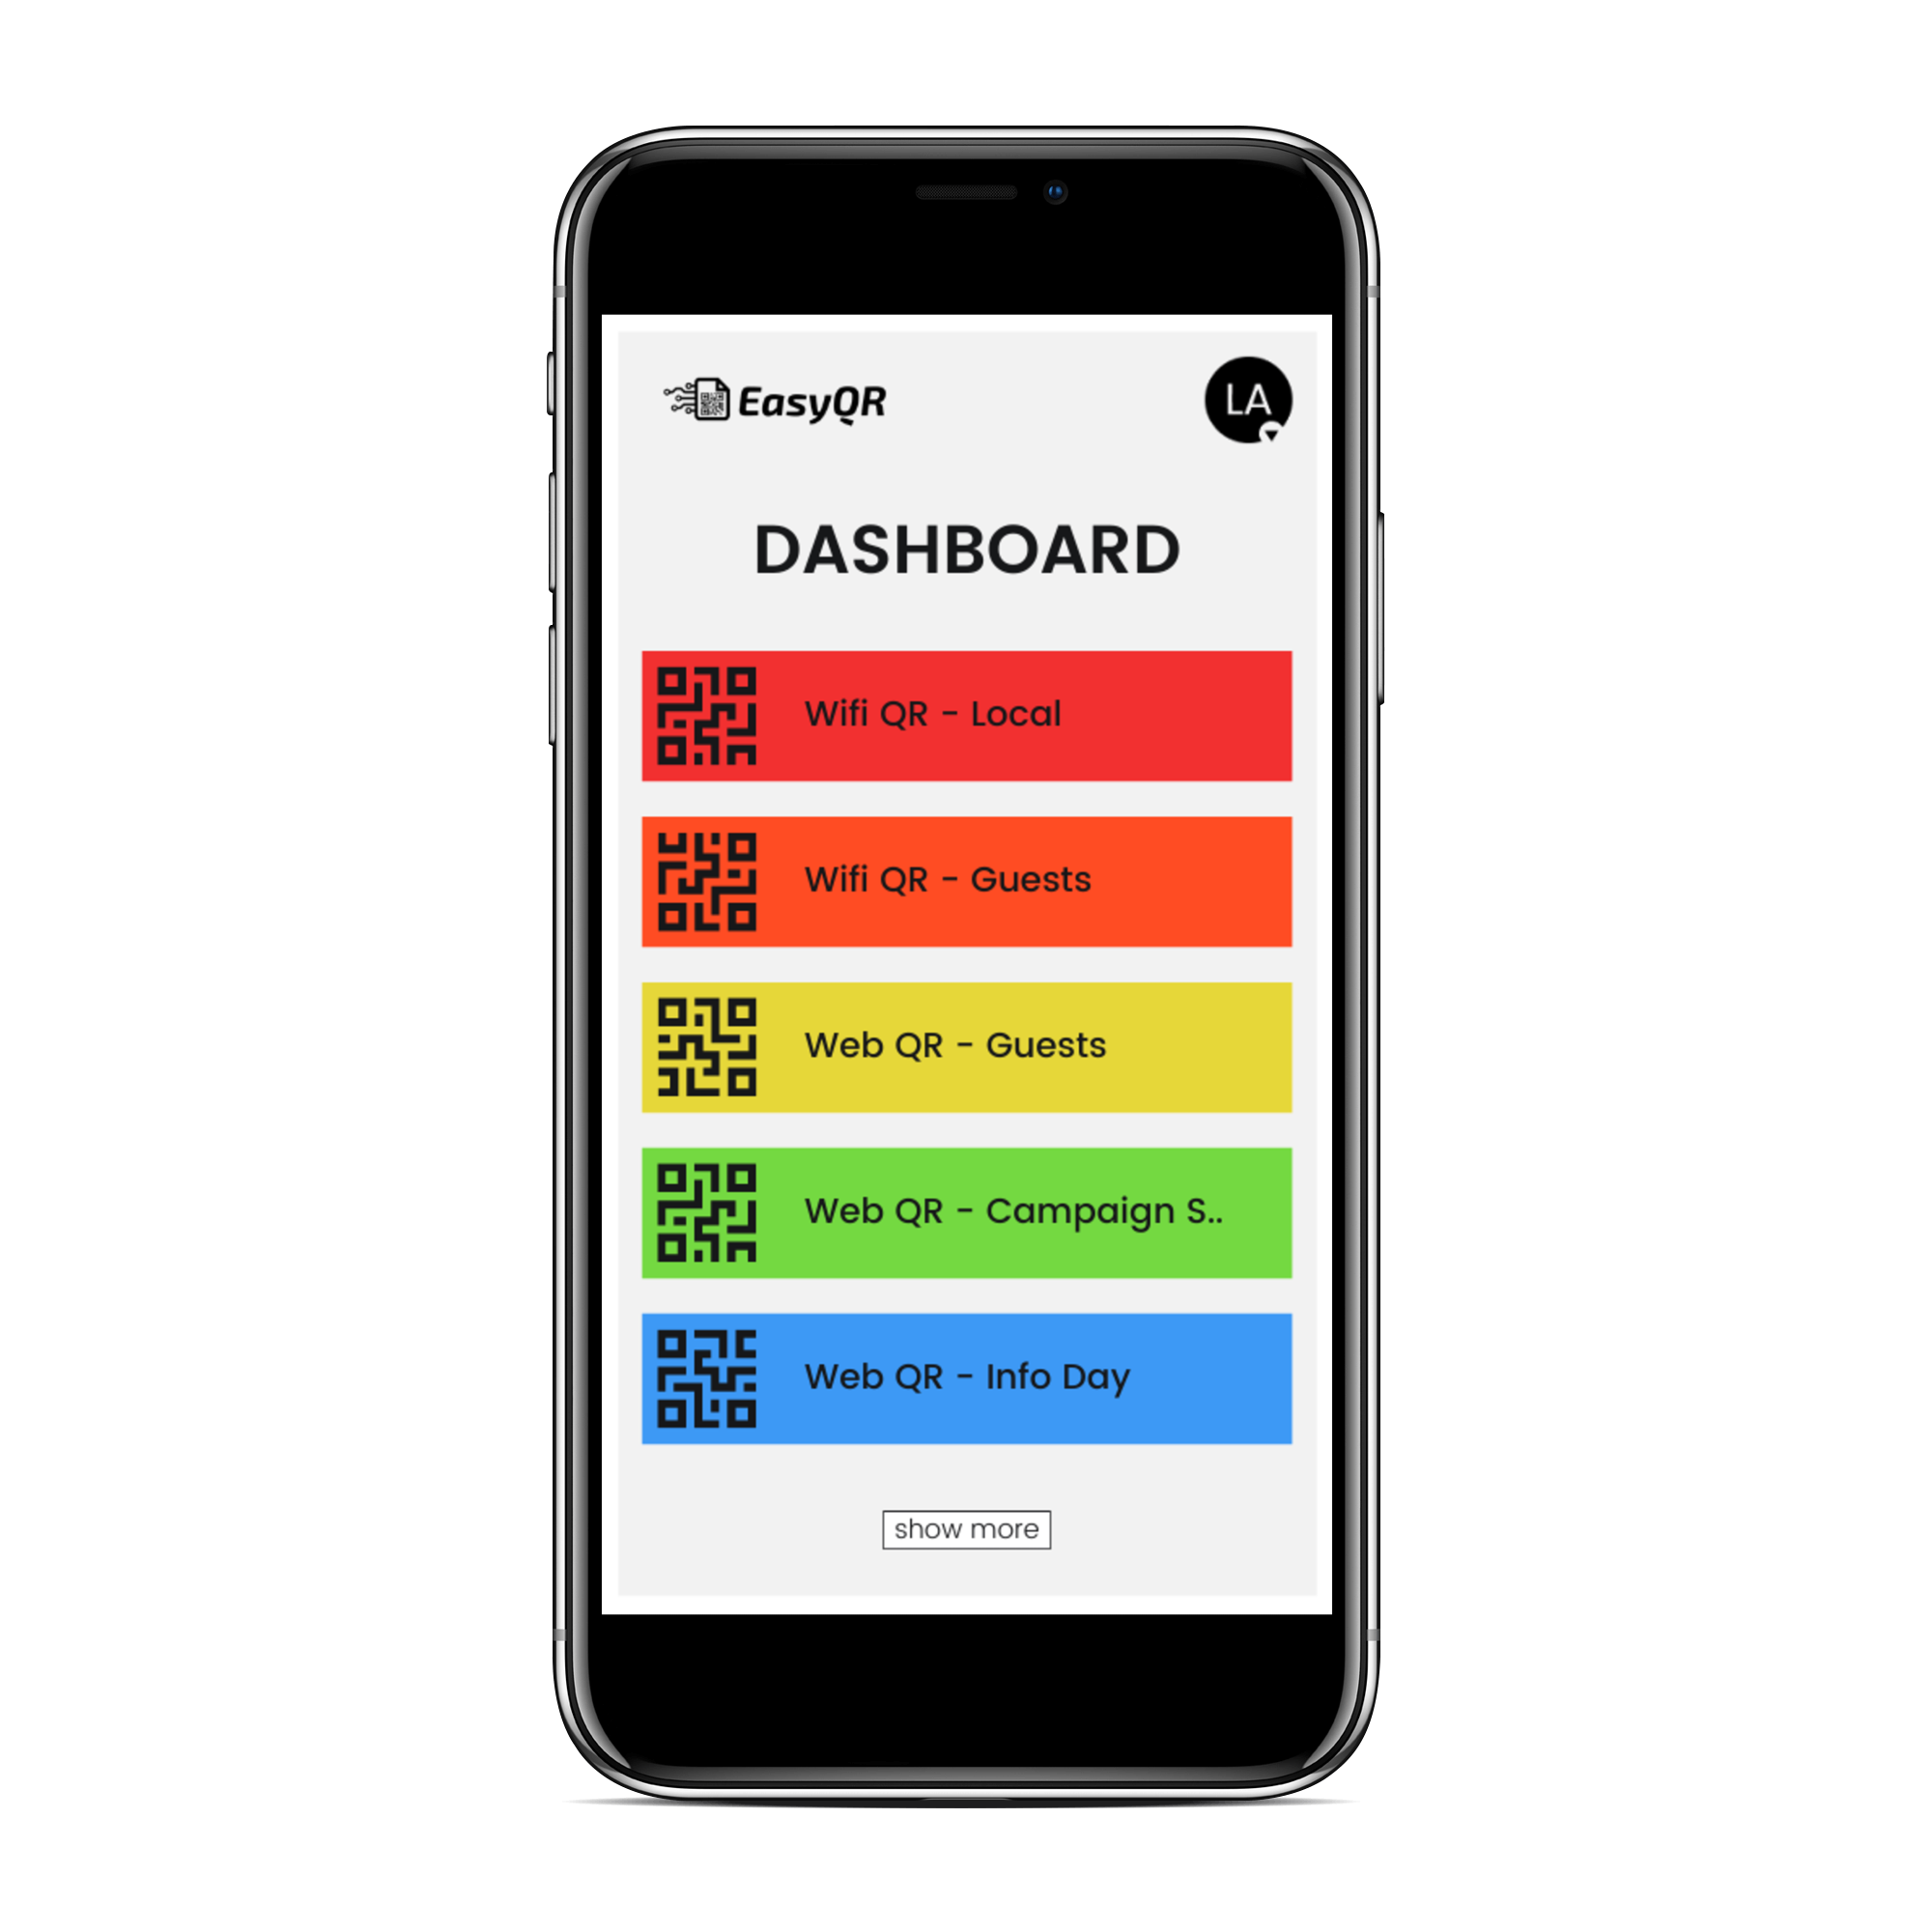 EasyQR
LA
DASHBOARD
Wifi QR - Local
Wifi QR - Guests
Web QR - Guests
Web QR - Campaign S..
Web QR - Info Day
show more